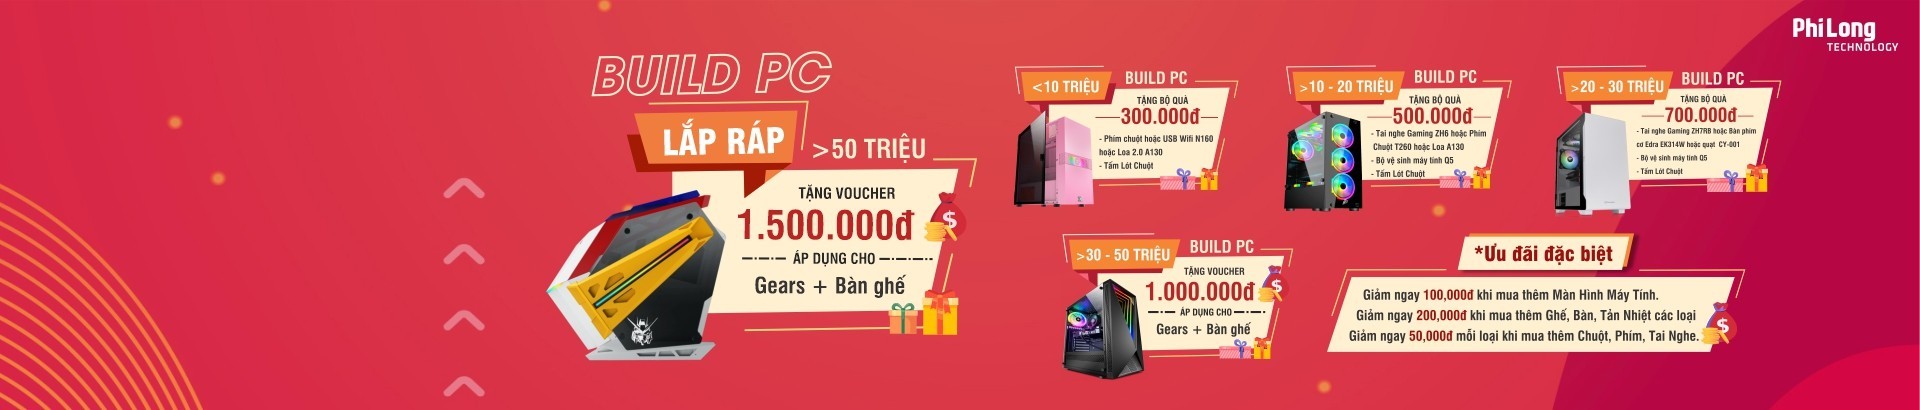 PhiLong
TECHNOLOGY
BUILD PC
LẮP RÁP
>50 TRIỆU
TẶNG VOUCHER
1.500.000đ
ÁP DỤNG CHO
Gears + Bàn ghế
<10 TRIỆU
BUILD PC
TẶNG BỘ QUÀ
300.000đ
- Phím chuột hoặc USB Wifi N160
hoặc Loa 2.0 A130
- Tấm Lót Chuột
>10 - 20 TRIỆU
BUILD PC
TẶNG BỘ QUÀ
500.000đ
- Tai nghe Gaming ZH6 hoặc Phím
Chuột T260 hoặc Loa A130
- Bộ vệ sinh máy tính Q5
- Tấm Lót Chuột
>20 - 30 TRIỆU
BUILD PC
TẶNG BỘ QUÀ
700.000đ
- Tai nghe Gaming ZH7RB hoặc Bàn phím
cơ Edra EK314W hoặc quạt CY-001
- Bộ vệ sinh máy tính Q5
- Tấm Lót Chuột
>30 - 50 TRIỆU
BUILD PC
TẶNG VOUCHER
1.000.000đ
ÁP DỤNG CHO
Gears + Bàn ghế
*Ưu đãi đặc biệt
Giảm ngay 100,000đ khi mua thêm Màn Hình Máy Tính.
Giảm ngay 200,000đ khi mua thêm Ghế, Bàn, Tản Nhiệt các loại
Giảm ngay 50,000đ mỗi loại khi mua thêm Chuột, Phím, Tai Nghe.